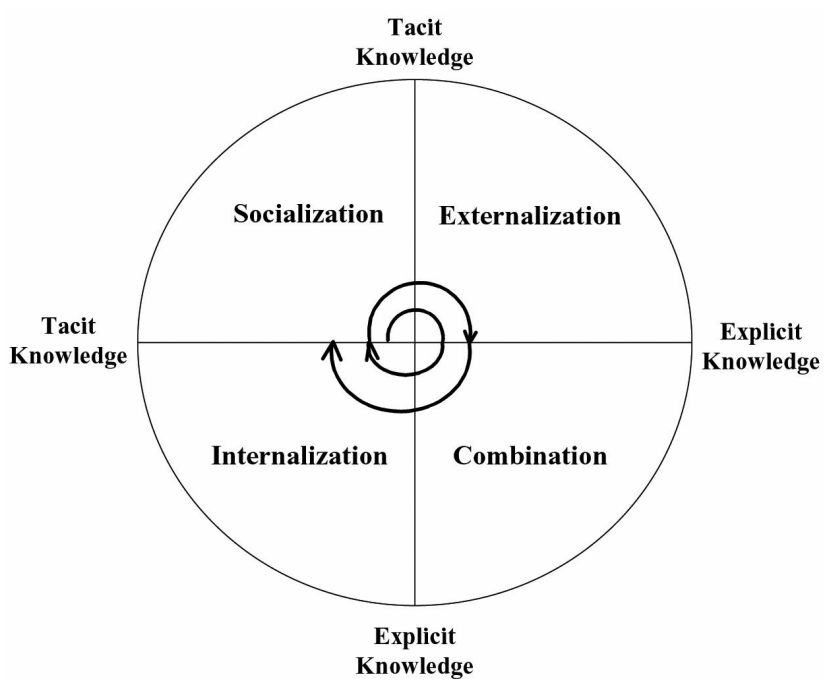 Tacit
Knowledge
Socialization
Externalization
Tacit
Knowledge
Explicit
Knowledge
Internalization
Combination
Explicit
Knowledge